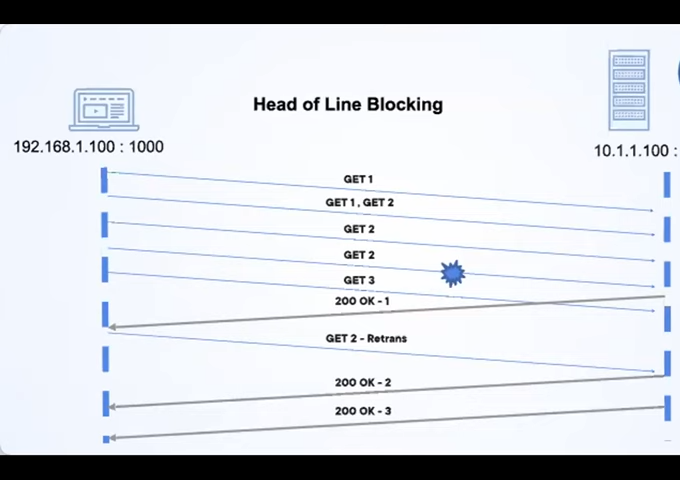 Head of Line Blocking
192.168.1.100 : 1000
10.1.1.100 :
GET 1
GET 1 , GET 2
GET 2
GET 2
GET 3
200 OK - 1
GET 2 - Retrans
200 OK - 2
200 OK - 3